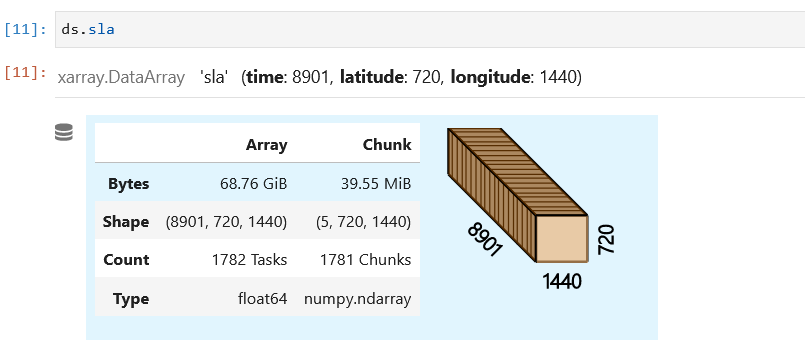 [11]: ds.sla
[11]: xarray.DataArray 'sla' (time: 8901, latitude: 720, longitude: 1440)
Array Chunk
Bytes 68.76 GiB 39.55 MiB
Shape (8901, 720, 1440) (5, 720, 1440)
Count 1782 Tasks 1781 Chunks
Type float64 numpy.ndarray
8901
720
1440